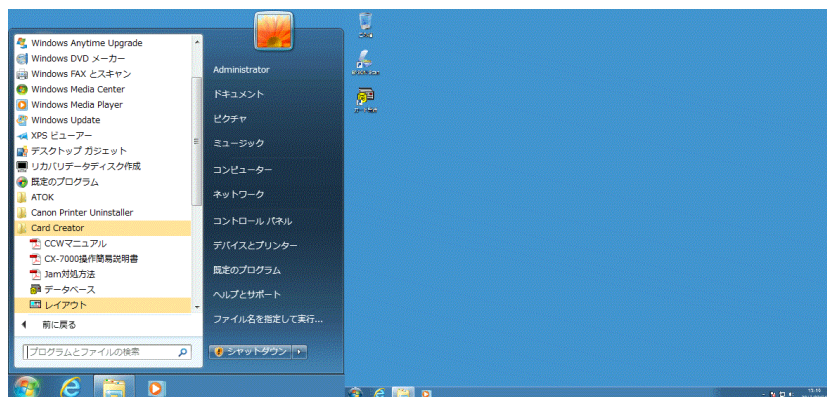 Windows Anytime Upgrade
Windows DVD メーカー
Windows FAX とスキャン
Windows Media Center
Windows Media Player
Windows Update
XPS ビューアー
デスクトップ ガジェット
リカバリデータディスク作成
既定のプログラム
ATOK
Canon Printer Uninstaller
Card Creator
CCWマニュアル
CX-7000操作簡易説明書
Jam対処方法
データベース
レイアウト
前に戻る
プログラムとファイルの検索
Administrator
ドキュメント
ピクチャ
ミュージック
コンピューター
ネットワーク
コントロール パネル
デバイスとプリンター
既定のプログラム
ヘルプとサポート
ファイル名を指定して実行...
シャットダウン